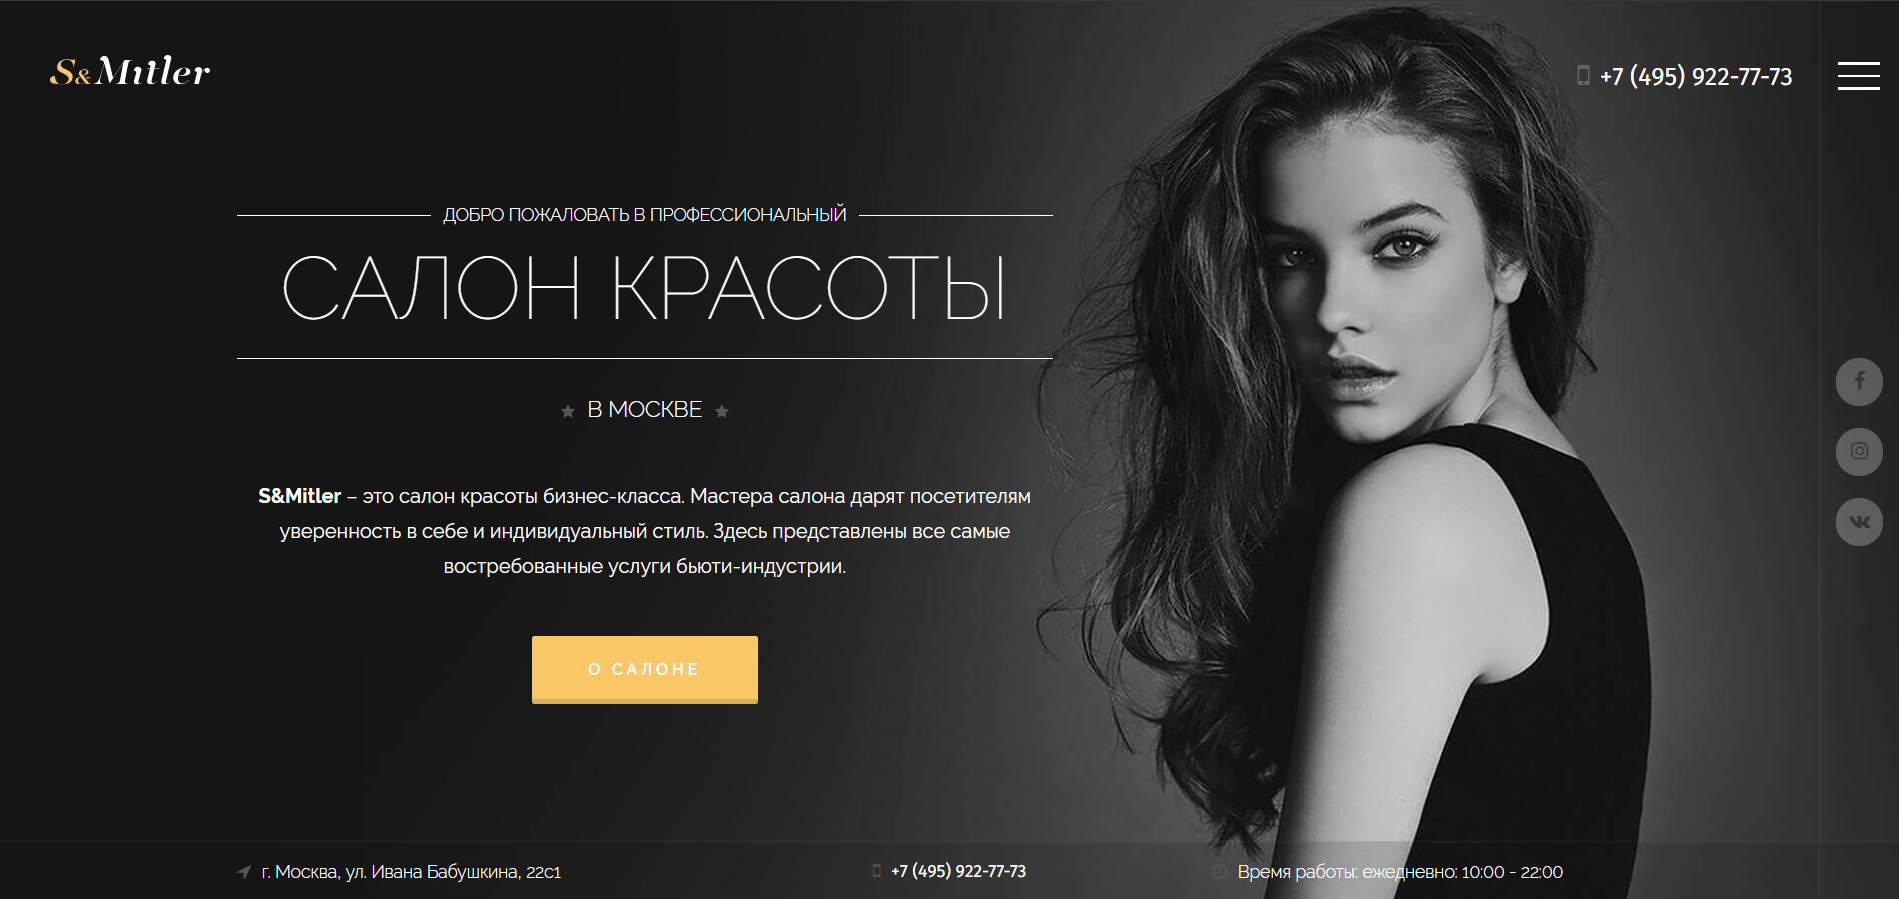 S&Mitler
+7 (495) 922-77-73
ДОБРО ПОЖАЛОВАТЬ В ПРОФЕССИОНАЛЬНЫЙ
САЛОН КРАСОТЫ
В МОСКВЕ
S&Mitler – это салон красоты бизнес-класса. Мастера салона дарят посетителям
уверенность в себе и индивидуальный стиль. Здесь представлены все самые
востребованные услуги бьюти-индустрии.
О САЛОНЕ
г. Москва, ул. Ивана Бабушкина, 22с1
+7 (495) 922-77-73
Время работы: ежедневно: 10:00 - 22:00